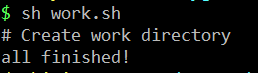 $ sh work.sh
# Create work directory
all finished!